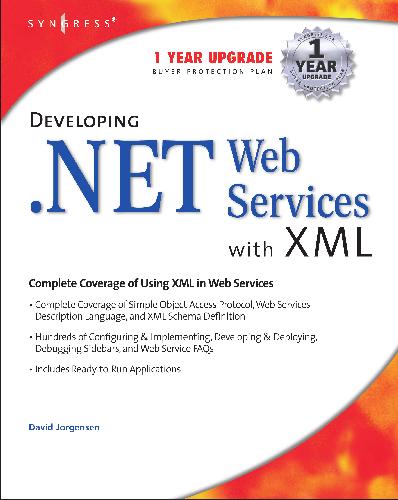 SYNGRESS®
1 YEAR UPGRADE
BUYER PROTECTION PLAN
1
YEAR
UPGRADE
DEVELOPING
.NET Web
Services
with XML
Complete Coverage of Using XML in Web Services
• Complete Coverage of Simple Object Access Protocol, Web Services
Description Language, and XML Schema Definition
• Hundreds of Configuring & Implementing, Developing & Deploying,
Debugging Sidebars, and Web Service FAQs
• Includes Ready to Run Applications
David Jorgensen